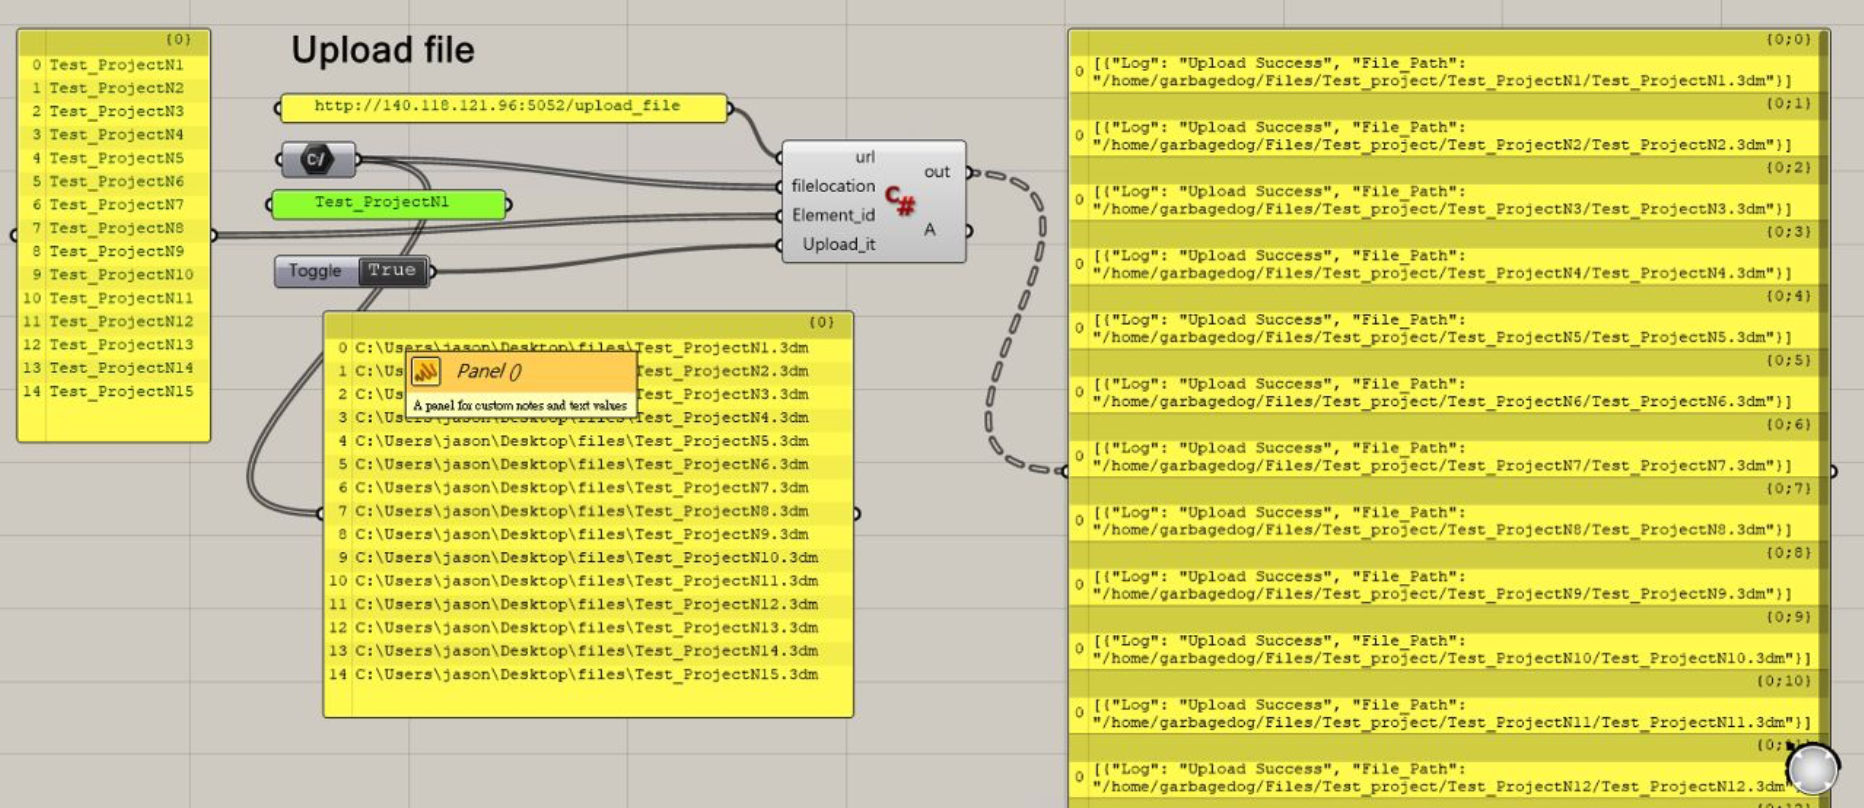 {0}
0 Test_ProjectN1
1 Test_ProjectN2
2 Test_ProjectN3
3 Test_ProjectN4
4 Test_ProjectN5
5 Test_ProjectN6
6 Test_ProjectN7
7 Test_ProjectN8
8 Test_ProjectN9
9 Test_ProjectN10
10 Test_ProjectN11
11 Test_ProjectN12
12 Test_ProjectN13
13 Test_ProjectN14
14 Test_ProjectN15
Upload file
http://140.118.121.96:5052/upload_file
C:/
Test_ProjectN1
Toggle True
url
filelocation
Element_id
Upload_it
C#
out
A
{0}
0 C:\Users\jason\Desktop\files\Test_ProjectN1.3dm
1 C:\Us Test_ProjectN2.3dm
2 C:\Us Test_ProjectN3.3dm
3 C:\Users\jason\Desktop\files\Test_ProjectN4.3dm
4 C:\Users\jason\Desktop\files\Test_ProjectN5.3dm
5 C:\Users\jason\Desktop\files\Test_ProjectN6.3dm
6 C:\Users\jason\Desktop\files\Test_ProjectN7.3dm
7 C:\Users\jason\Desktop\files\Test_ProjectN8.3dm
8 C:\Users\jason\Desktop\files\Test_ProjectN9.3dm
9 C:\Users\jason\Desktop\files\Test_ProjectN10.3dm
10 C:\Users\jason\Desktop\files\Test_ProjectN11.3dm
11 C:\Users\jason\Desktop\files\Test_ProjectN12.3dm
12 C:\Users\jason\Desktop\files\Test_ProjectN13.3dm
13 C:\Users\jason\Desktop\files\Test_ProjectN14.3dm
14 C:\Users\jason\Desktop\files\Test_ProjectN15.3dm
Panel ()
A panel for custom notes and text values
{0;0}
0 [{"Log": "Upload Success", "File_Path":
"/home/garbagedog/Files/Test_project/Test_ProjectN1/Test_ProjectN1.3dm"}]
{0;1}
0 [{"Log": "Upload Success", "File_Path":
"/home/garbagedog/Files/Test_project/Test_ProjectN2/Test_ProjectN2.3dm"}]
{0;2}
0 [{"Log": "Upload Success", "File_Path":
"/home/garbagedog/Files/Test_project/Test_ProjectN3/Test_ProjectN3.3dm"}]
{0;3}
0 [{"Log": "Upload Success", "File_Path":
"/home/garbagedog/Files/Test_project/Test_ProjectN4/Test_ProjectN4.3dm"}]
{0;4}
0 [{"Log": "Upload Success", "File_Path":
"/home/garbagedog/Files/Test_project/Test_ProjectN5/Test_ProjectN5.3dm"}]
{0;5}
0 [{"Log": "Upload Success", "File_Path":
"/home/garbagedog/Files/Test_project/Test_ProjectN6/Test_ProjectN6.3dm"}]
{0;6}
0 [{"Log": "Upload Success", "File_Path":
"/home/garbagedog/Files/Test_project/Test_ProjectN7/Test_ProjectN7.3dm"}]
{0;7}
0 [{"Log": "Upload Success", "File_Path":
"/home/garbagedog/Files/Test_project/Test_ProjectN8/Test_ProjectN8.3dm"}]
{0;8}
0 [{"Log": "Upload Success", "File_Path":
"/home/garbagedog/Files/Test_project/Test_ProjectN9/Test_ProjectN9.3dm"}]
{0;9}
0 [{"Log": "Upload Success", "File_Path":
"/home/garbagedog/Files/Test_project/Test_ProjectN10/Test_ProjectN10.3dm"}]
{0;10}
0 [{"Log": "Upload Success", "File_Path":
"/home/garbagedog/Files/Test_project/Test_ProjectN11/Test_ProjectN11.3dm"}]
0 [{"Log": "Upload Success", "File_Path":
"/home/garbagedog/Files/Test_project/Test_ProjectN12/Test_ProjectN12.3dm